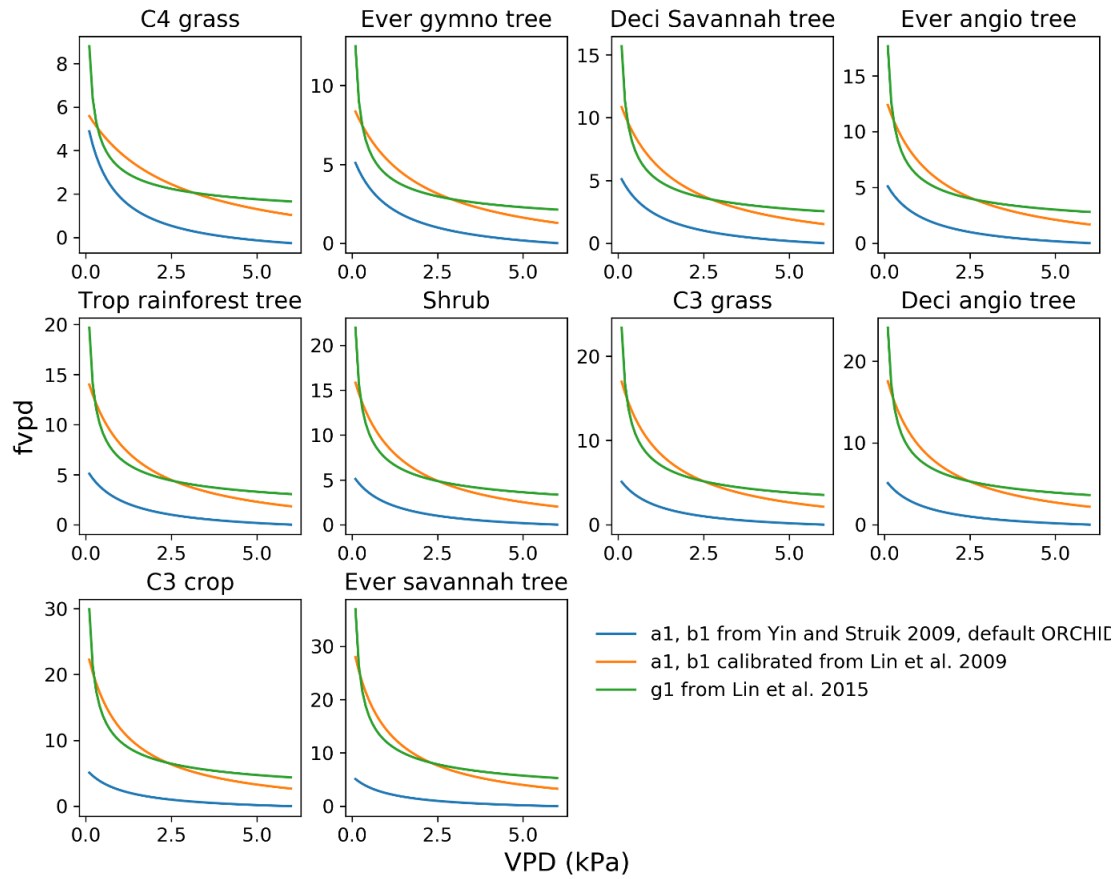 C4 grass
Ever gymno tree
Deci Savannah tree
Ever angio tree
8
6
4
2
0
0.0 2.5 5.0
10
5
0
0.0 2.5 5.0
15
10
5
0
0.0 2.5 5.0
15
10
5
0
0.0 2.5 5.0
Trop rainforest tree
Shrub
C3 grass
Deci angio tree
20
15
10
5
0
0.0 2.5 5.0
20
15
10
5
0
0.0 2.5 5.0
20
10
0
0.0 2.5 5.0
20
10
0
0.0 2.5 5.0
fvpd
C3 crop
Ever savannah tree
30
20
10
0
0.0 2.5 5.0
30
20
10
0
0.0 2.5 5.0
a1, b1 from Yin and Struik 2009, default ORCHID
a1, b1 calibrated from Lin et al. 2009
g1 from Lin et al. 2015
VPD (kPa)